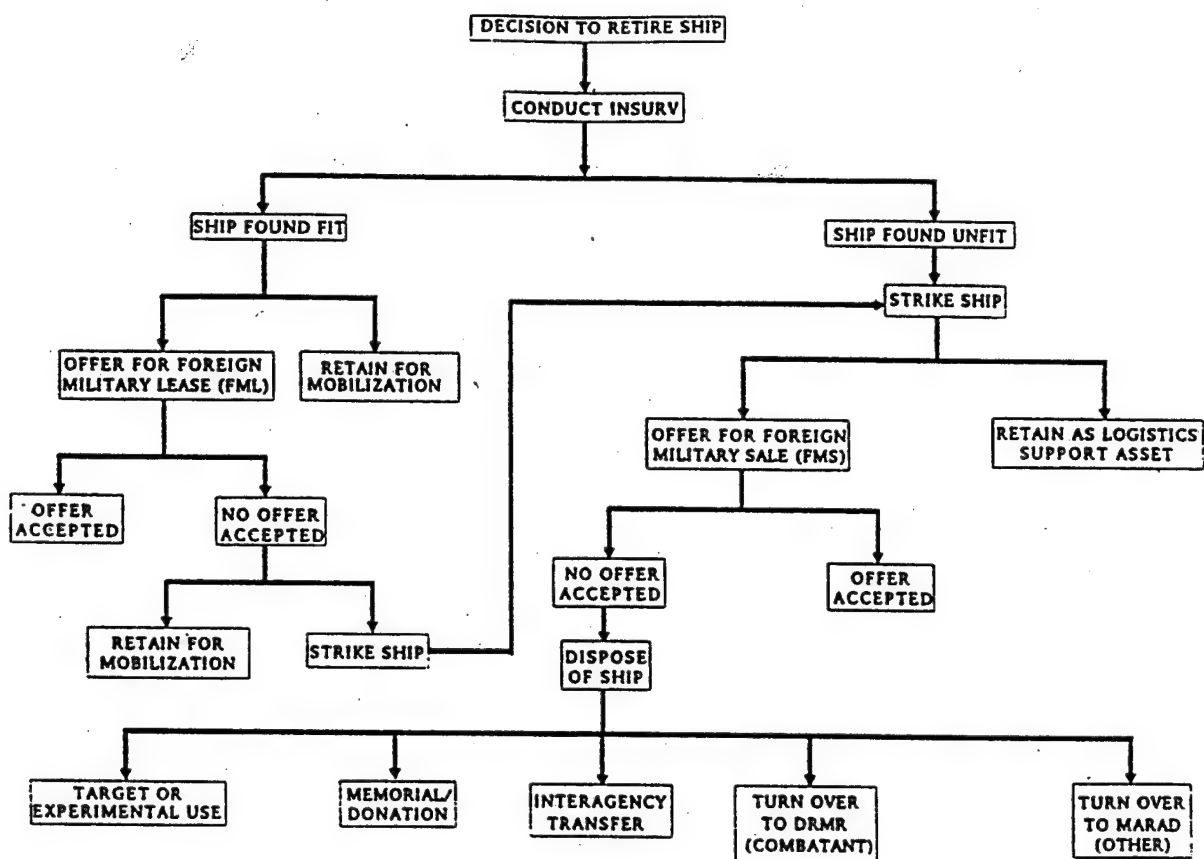 DECISION TO RETIRE SHIP
CONDUCT INSURV
SHIP FOUND FIT
SHIP FOUND UNFIT
STRIKE SHIP
OFFER FOR FOREIGN
MILITARY LEASE (FML)
RETAIN FOR
MOBILIZATION
OFFER FOR FOREIGN
MILITARY SALE (FMS)
RETAIN AS LOGISTICS
SUPPORT ASSET
OFFER
ACCEPTED
NO OFFER
ACCEPTED
NO OFFER
ACCEPTED
OFFER
ACCEPTED
RETAIN FOR
MOBILIZATION
STRIKE SHIP
DISPOSE
OF SHIP
TARGET OR
EXPERIMENTAL USE
MEMORIAL/
DONATION
INTERAGENCY
TRANSFER
TURN OVER
TO DRMR
(COMBATANT)
TURN OVER
TO MARAD
(OTHER)